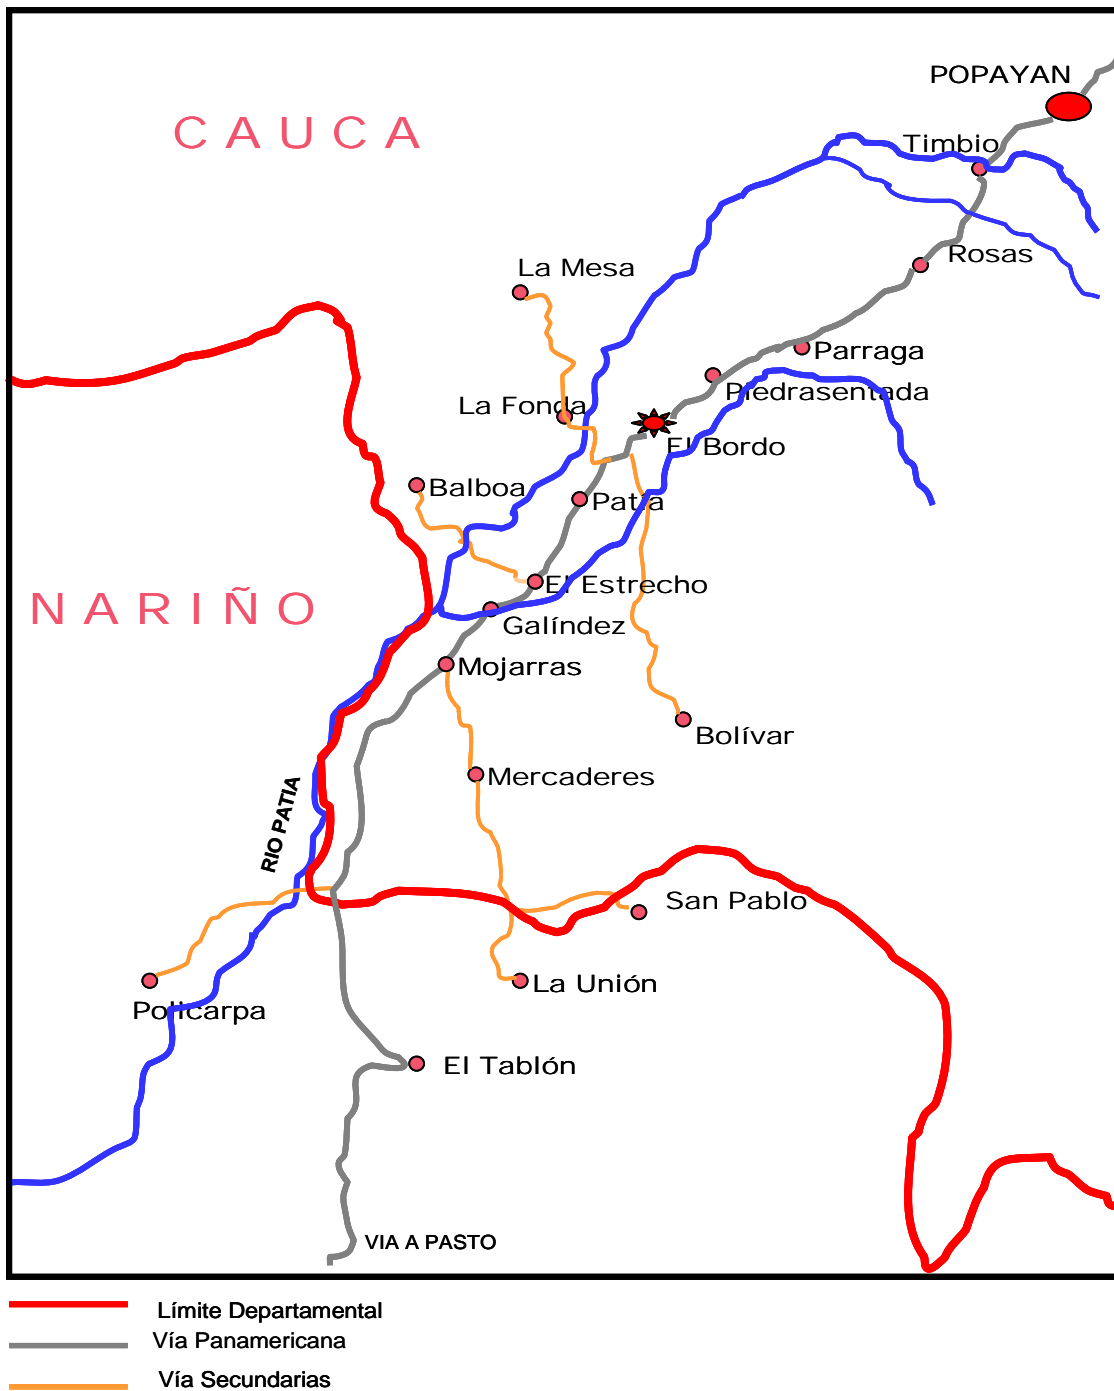 POPAYAN
CAUCA
Timbio
Rosas
La Mesa
Parraga
Piedrasentada
La Fonda
El Bordo
Balboa
Patía
El Estrecho
NARIÑO
Galíndez
Mojarras
Bolívar
Mercaderes
RIO PATIA
San Pablo
La Unión
Policarpa
El Tablón
VIA A PASTO
Límite Departamental
Vía Panamericana
Vía Secundarias